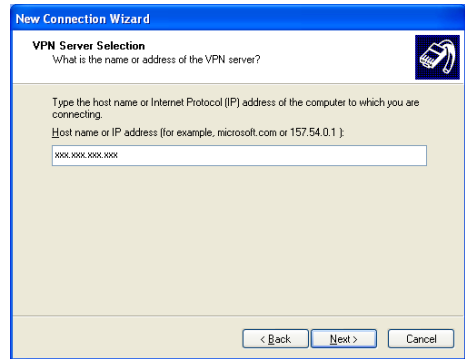 New Connection Wizard
VPN Server Selection
What is the name or address of the VPN server?
Type the host name or Internet Protocol (IP) address of the computer to which you are
connecting.
Host name or IP address (for example, microsoft.com or 157.54.0.1 ):
xxx.xxx.xxx.xxx
< Back Next > Cancel